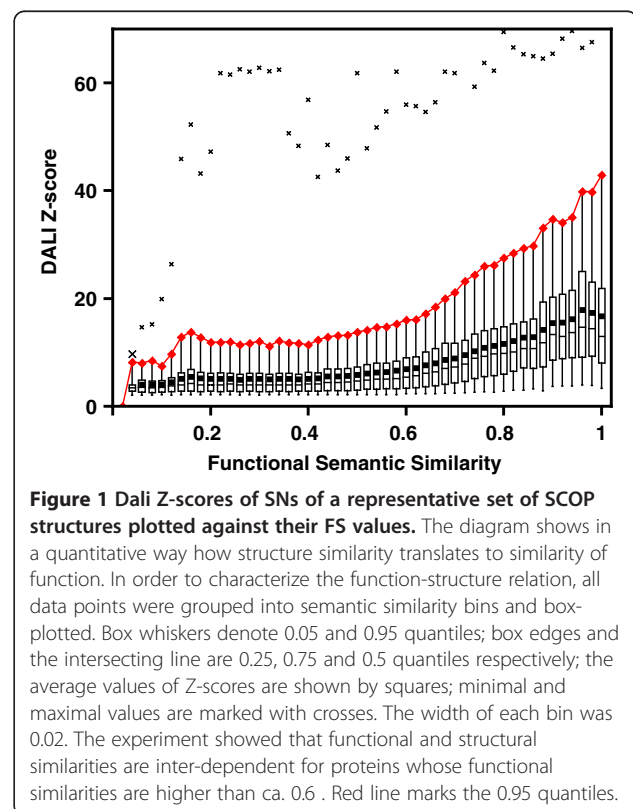 60
40
20
0
DALI Z-score
0.2
0.4
0.6
0.8
1
Functional Semantic Similarity
Figure 1 Dali Z-scores of SNs of a representative set of SCOP
structures plotted against their FS values. The diagram shows in
a quantitative way how structure similarity translates to similarity of
function. In order to characterize the function-structure relation, all
data points were grouped into semantic similarity bins and box-
plotted. Box whiskers denote 0.05 and 0.95 quantiles; box edges and
the intersecting line are 0.25, 0.75 and 0.5 quantiles respectively; the
average values of Z-scores are shown by squares; minimal and
maximal values are marked with crosses. The width of each bin was
0.02. The experiment showed that functional and structural
similarities are inter-dependent for proteins whose functional
similarities are higher than ca. 0.6 . Red line marks the 0.95 quantiles.